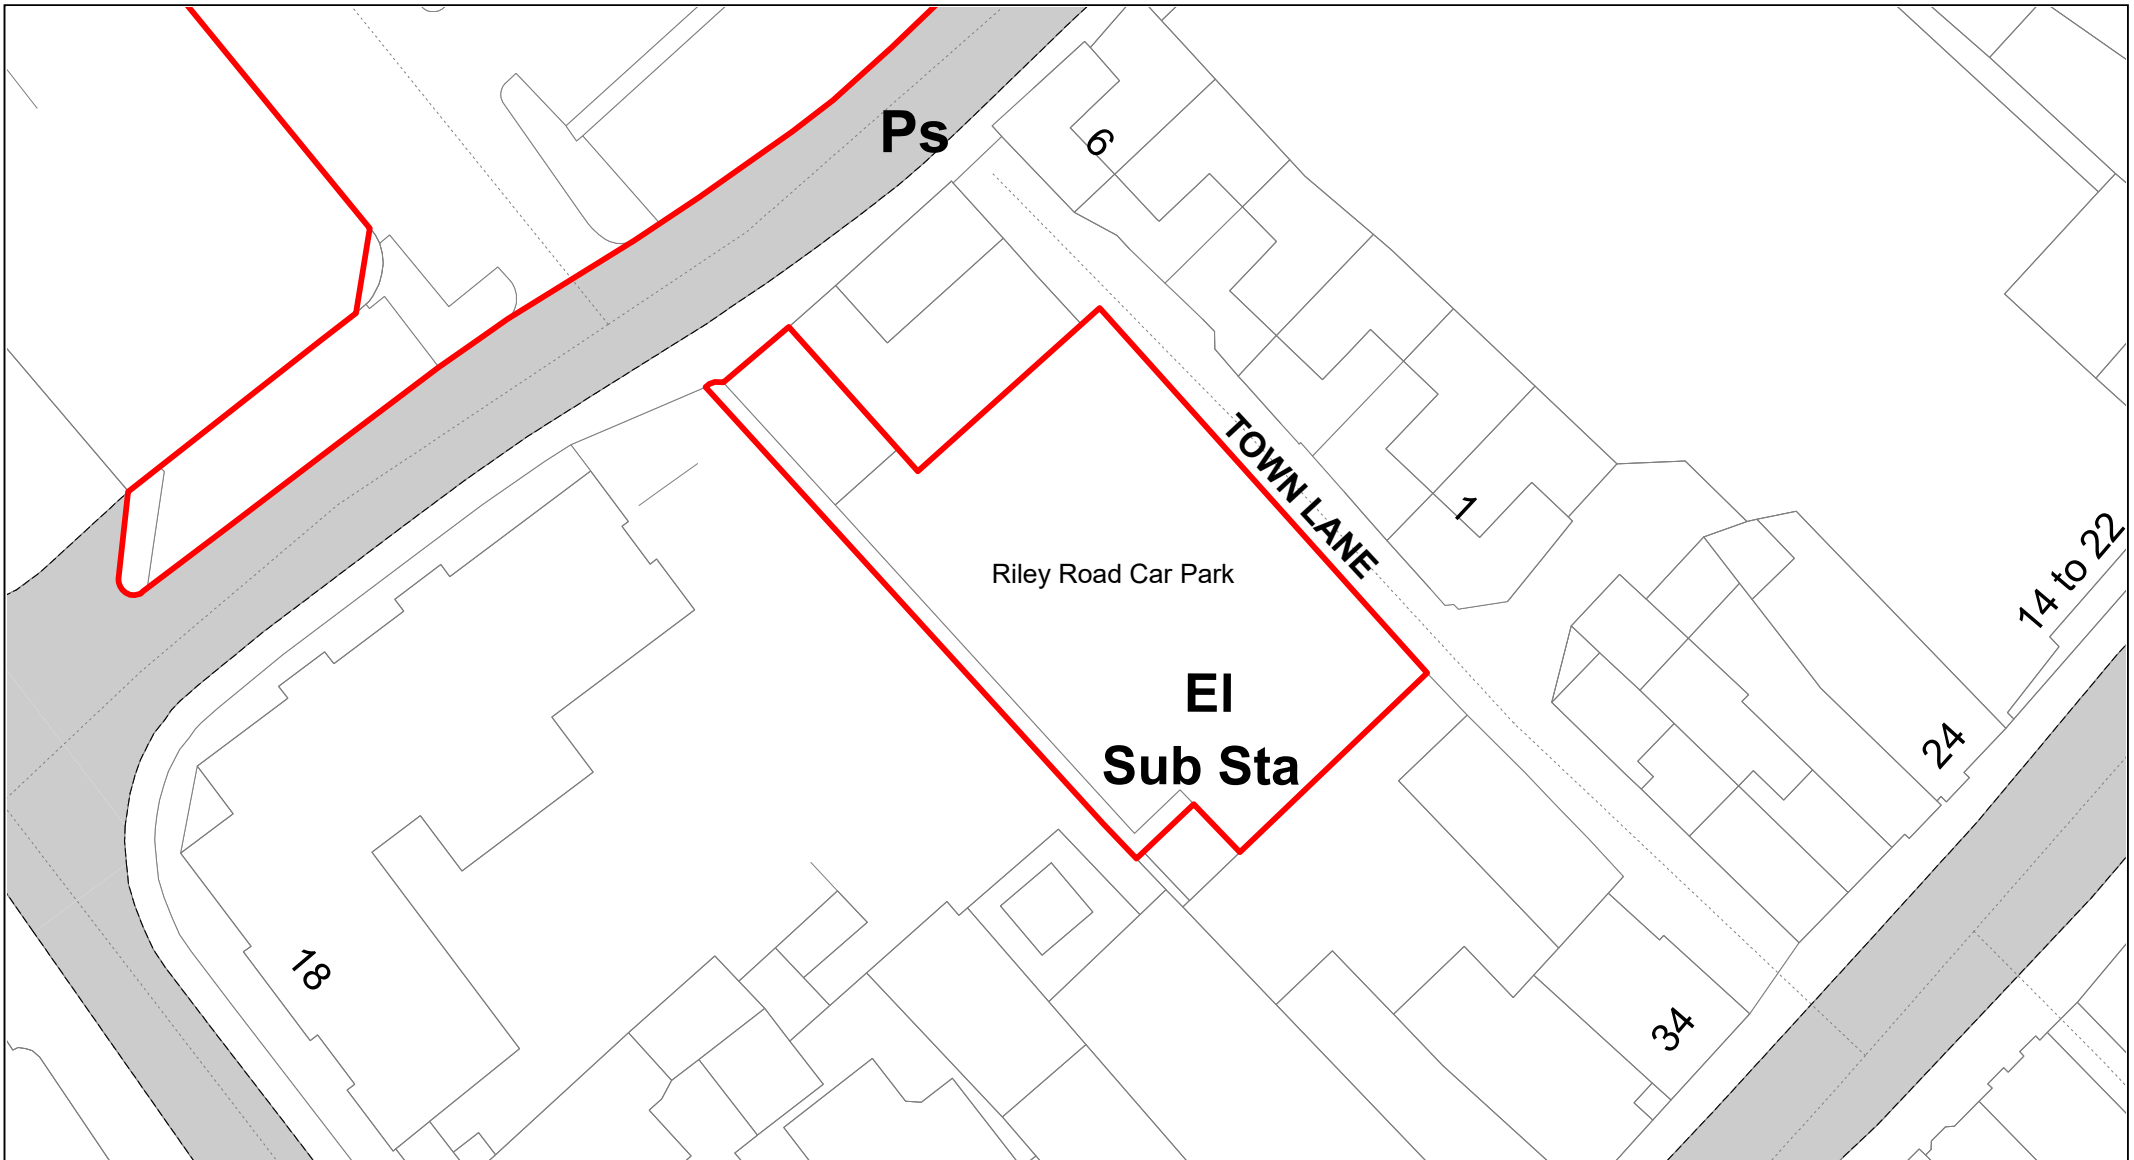 Ps
6
TOWN LANE
1
14 to 22
Riley Road Car Park
El
Sub Sta
24
18
34